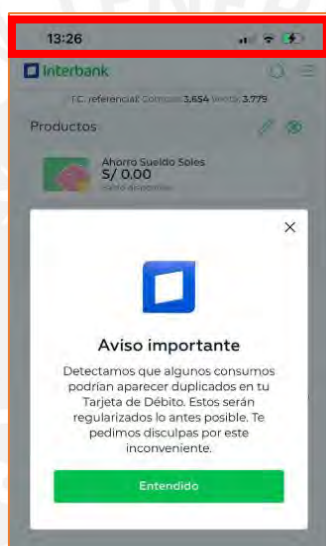 13:26
Interbank
T.C. referencial: Compra: 3.654 Venta: 3.779
Productos
Ahorro Sueldo Soles
S/ 0.00
Saldo disponible
Aviso importante
Detectamos que algunos consumos
podrían aparecer duplicados en tu
Tarjeta de Débito. Estos serán
regularizados lo antes posible. Te
pedimos disculpas por este
inconveniente.
Entendido